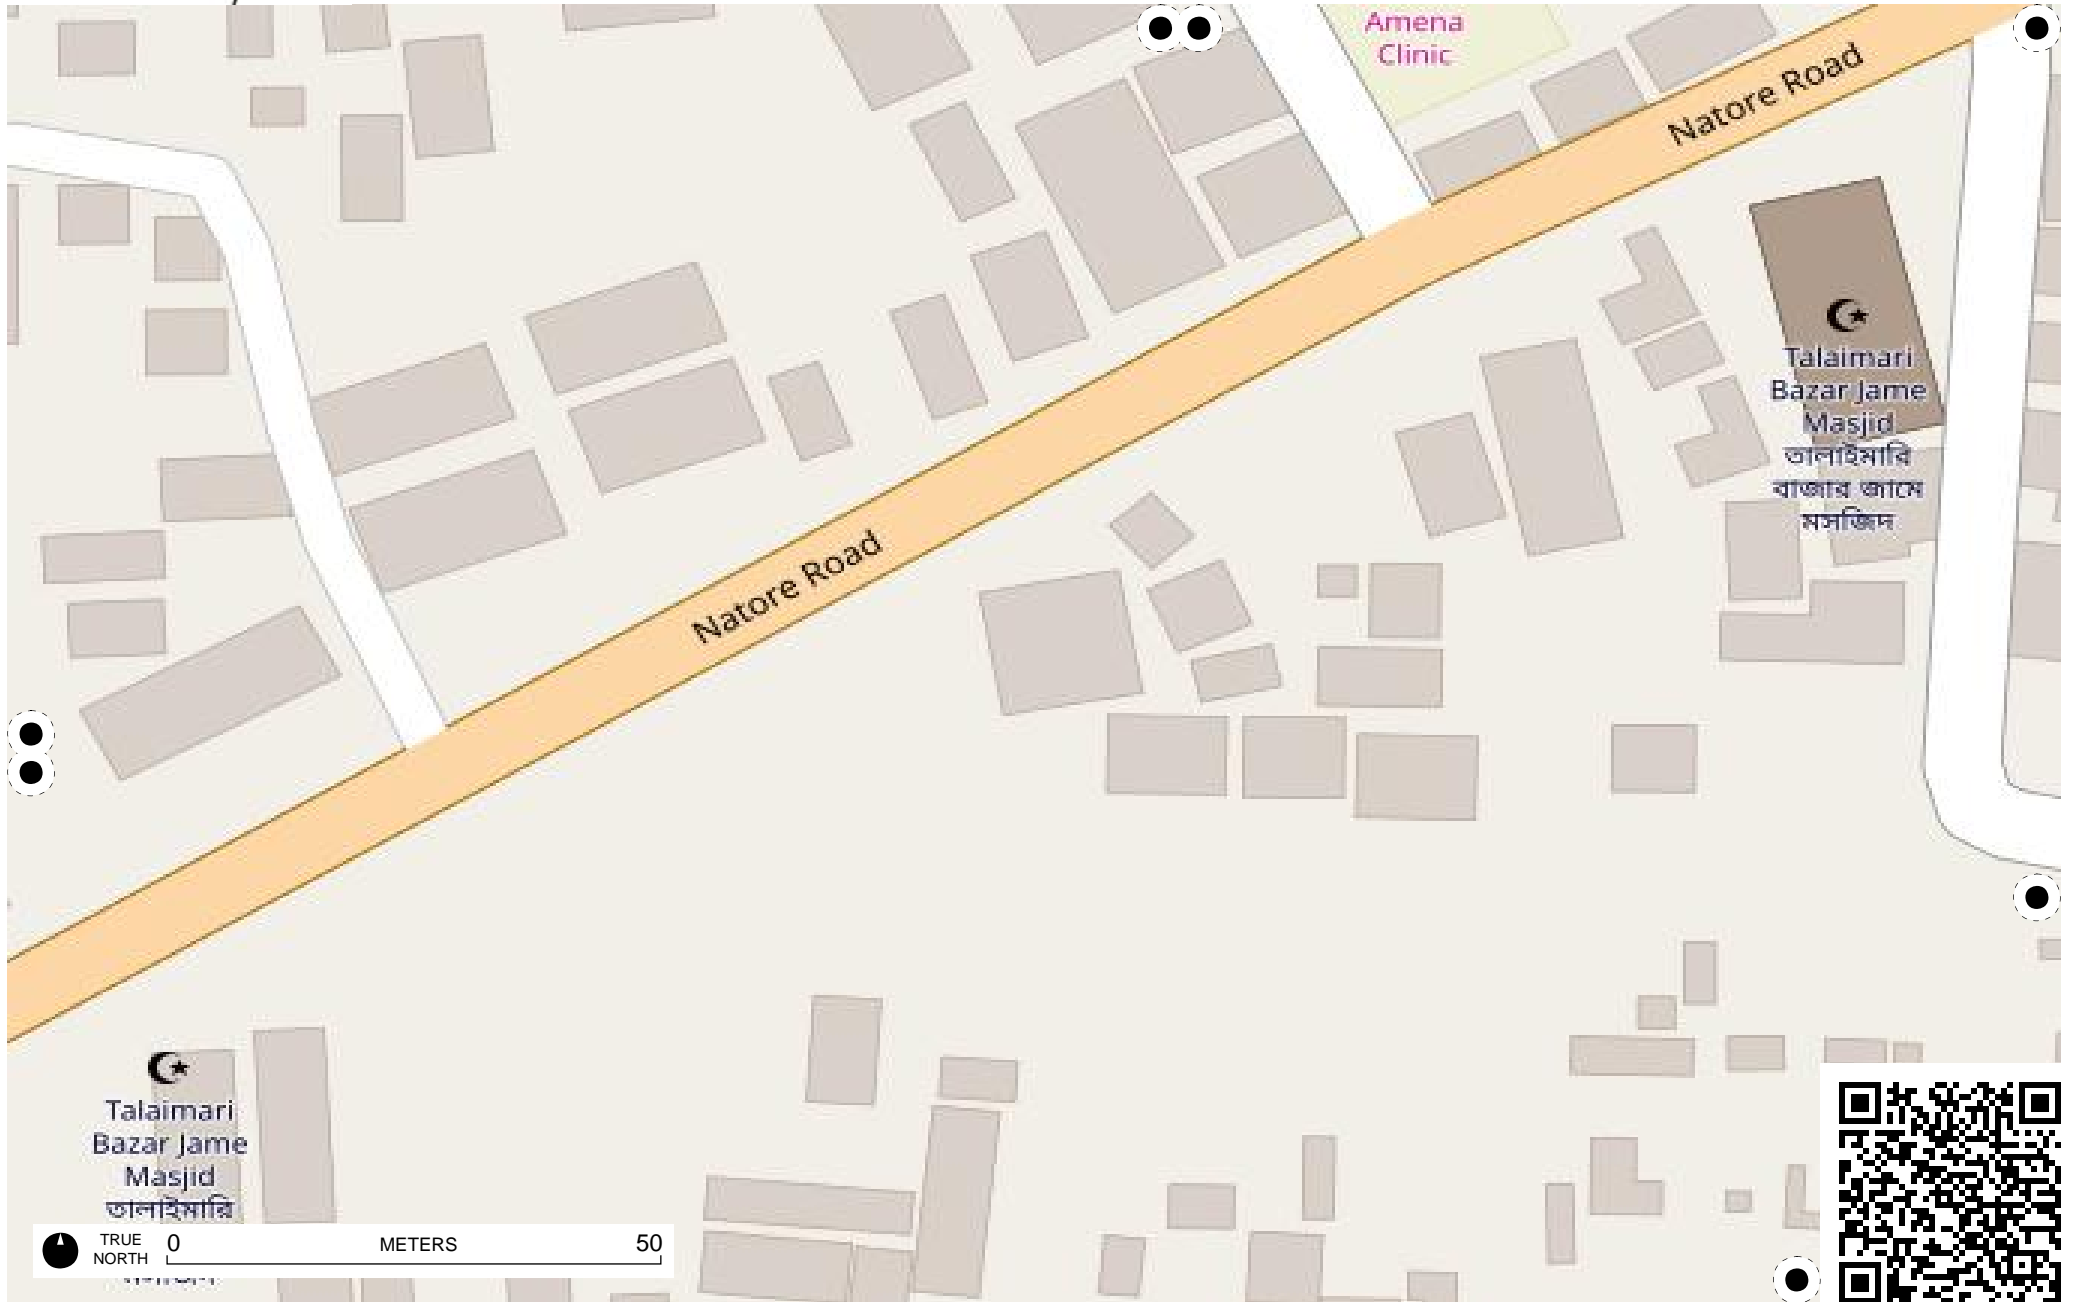 Amena
Clinic
Natore Road
Talaimari
Bazar Jame
Masjid
তালাইমারি
বাজার জামে
মসজিদ
Natore Road
Talaimari
Bazar Jame
Masjid
তালাইমারি
TRUE
NORTH
0 METERS 50